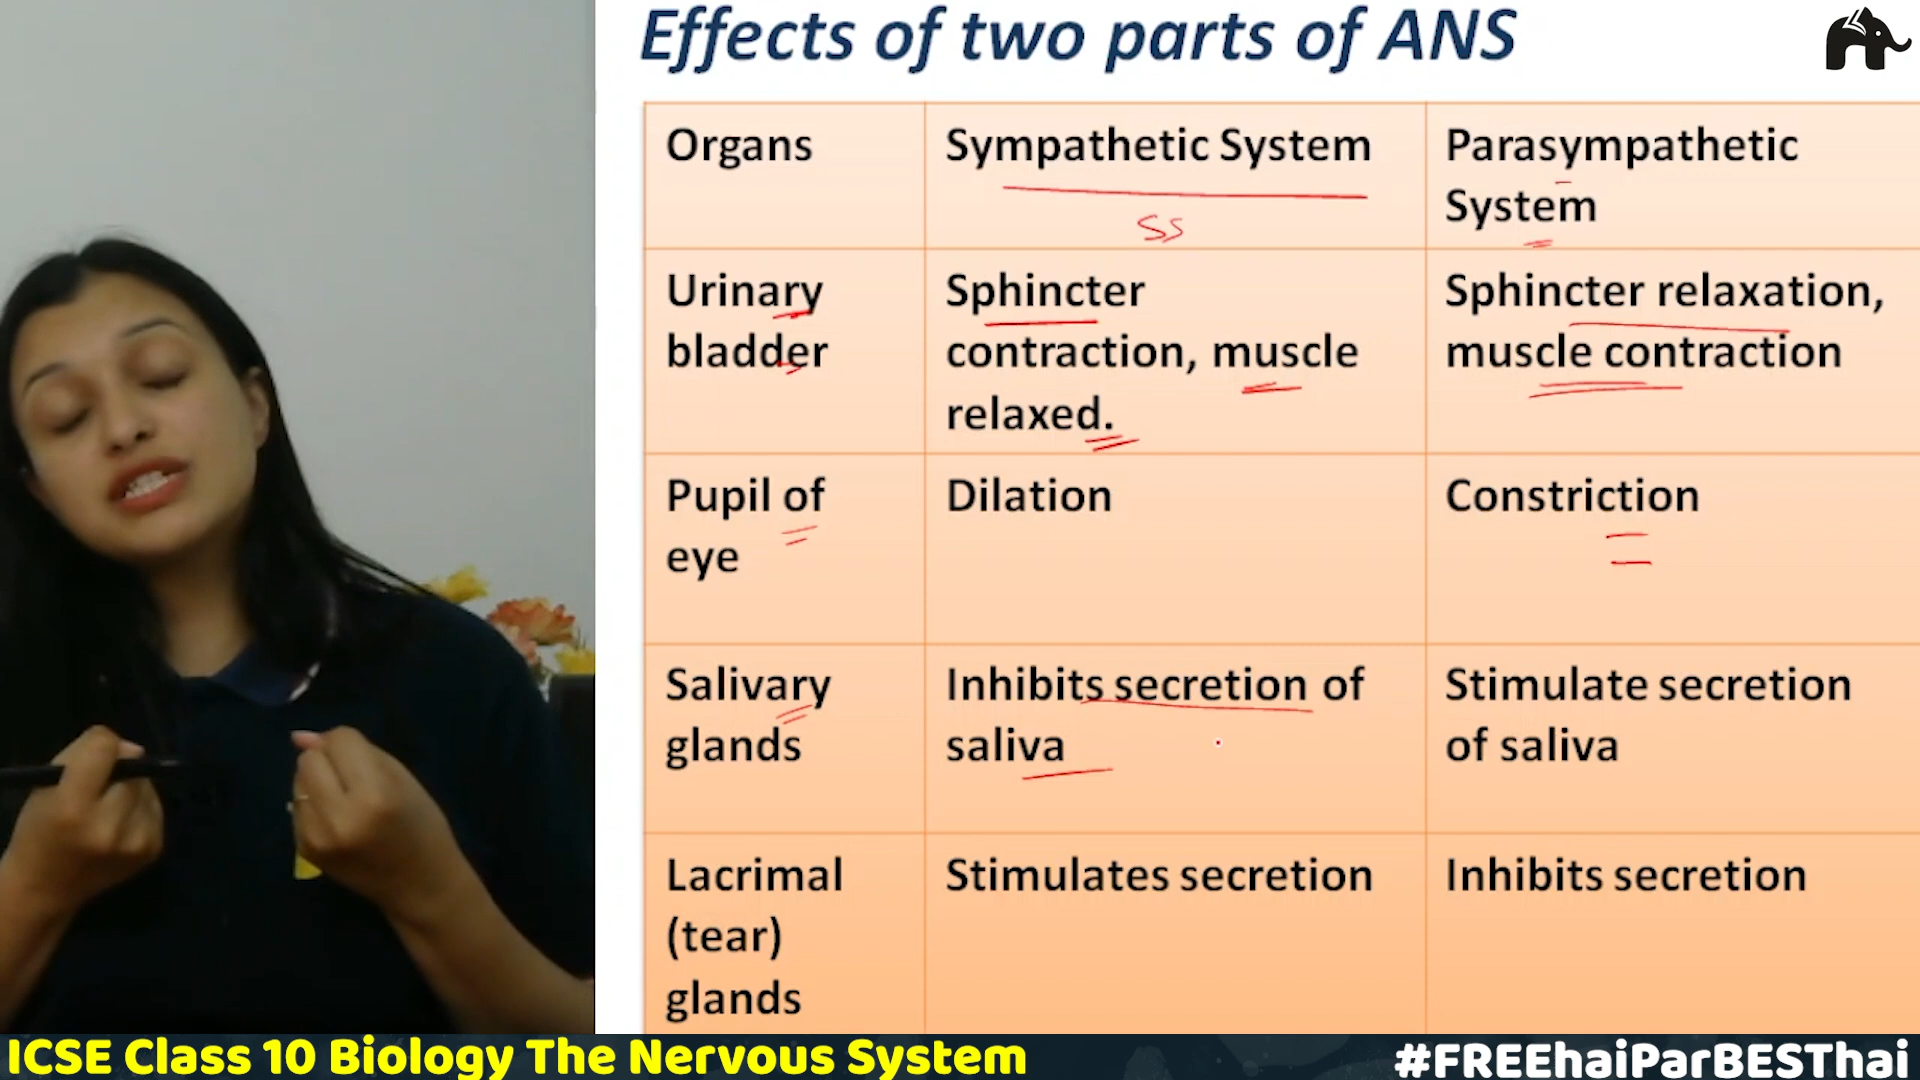 Effects of two parts of ANS
Organs
Sympathetic System
ss
Parasympathetic
System
Urinary
bladder
Sphincter
contraction, muscle
relaxed.
Sphincter relaxation,
muscle contraction
Pupil of
eye
Dilation
Constriction
Salivary
glands
Inhibits secretion of
saliva
Stimulate secretion
of saliva
Lacrimal
(tear)
glands
Stimulates secretion
Inhibits secretion
ICSE Class 10 Biology The Nervous System
#FREEhaiParBESThai